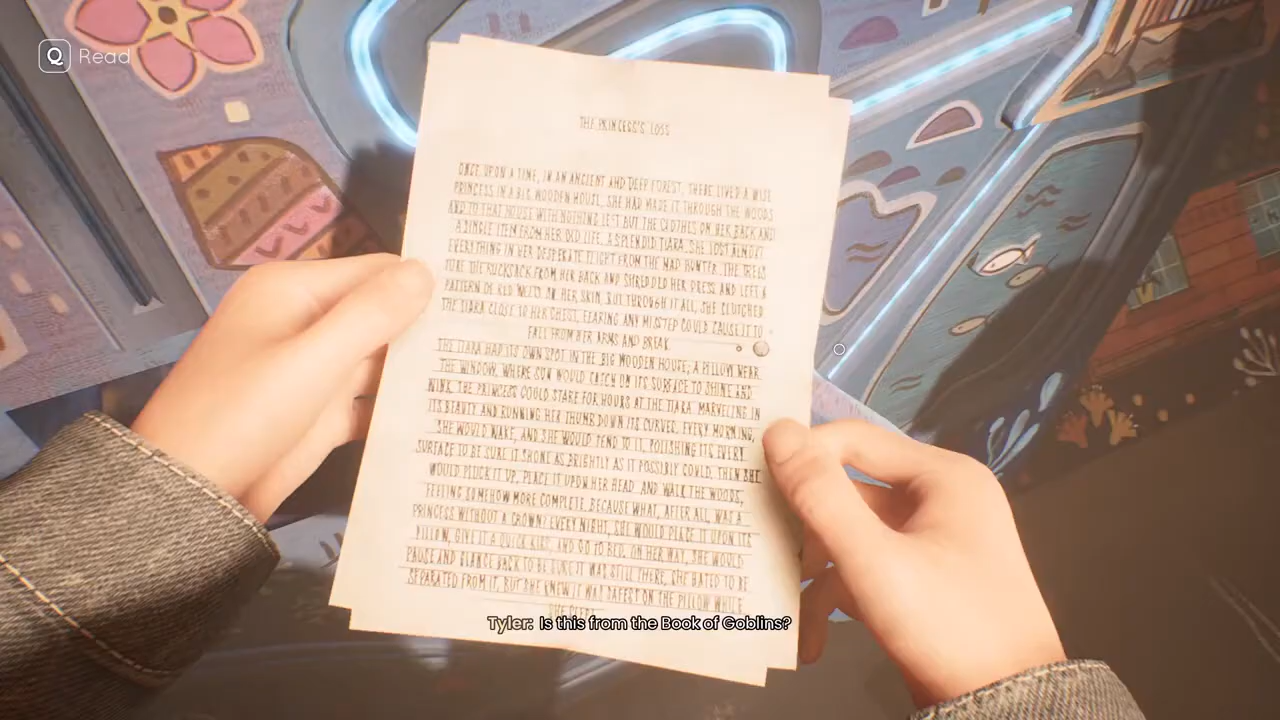 Q Read
THE PRINCESS'S LOSS
ONCE UPON A TIME, IN AN ANCIENT AND DEEP FOREST, THERE LIVED A WISE
PRINCESS IN A BIG WOODEN HOUSE. SHE HAD MADE IT THROUGH THE WOODS
AND TO THAT HOUSE WITH NOTHING LEFT BUT THE CLOTHES ON HER BACK AND
A SINGLE ITEM FROM HER OLD LIFE, A SPLENDID TIARA. SHE LOST ALMOST
EVERYTHING IN HER DESPERATE FLIGHT FROM THE MAD HUNTER. THE TREES
TORE THE RUCKSACK FROM HER BACK AND SHREDDED HER DRESS AND LEFT A
PATTERN OF RED WELTS ON HER SKIN, BUT THROUGH IT ALL, SHE CLUTCHED
THE TIARA CLOSE TO HER CHEST, FEARING ANY MISSTEP COULD CAUSE IT TO
FALL FROM HER ARMS AND BREAK
THE TIARA HAD ITS OWN SPOT IN THE BIG WOODEN HOUSE; A PILLOW NEAR
THE WINDOW, WHERE SUN WOULD CATCH ON ITS SURFACE TO SHINE AND
WINK. THE PRINCESS COULD STARE FOR HOURS AT THE TIARA, MARVELING IN
ITS BEAUTY AND RUNNING HER THUMB DOWN ITS CURVES. EVERY MORNING,
SHE WOULD WAKE, AND SHE WOULD TEND TO IT, POLISHING ITS EVERY
SURFACE TO BE SURE IT SHONE AS BRIGHTLY AS IT POSSIBLY COULD. THEN SHE
WOULD PLUCK IT UP, PLACE IT UPON HER HEAD, AND WALK THE WOODS,
FEELING SOMEHOW MORE COMPLETE. BECAUSE WHAT, AFTER ALL, WAS A
PRINCESS WITHOUT A CROWN? EVERY NIGHT, SHE WOULD PLACE IT UPON ITS
PILLOW, GIVE IT A QUICK KISS, AND GO TO BED. ON HER WAY, SHE WOULD
PAUSE AND GLANCE BACK TO BE SURE IT WAS STILL THERE. SHE HATED TO BE
SEPARATED FROM IT, BUT SHE KNEW IT WAS SAFEST ON THE PILLOW WHILE
SHE SLEPT.
Tyler: Is this from the Book of Goblins?